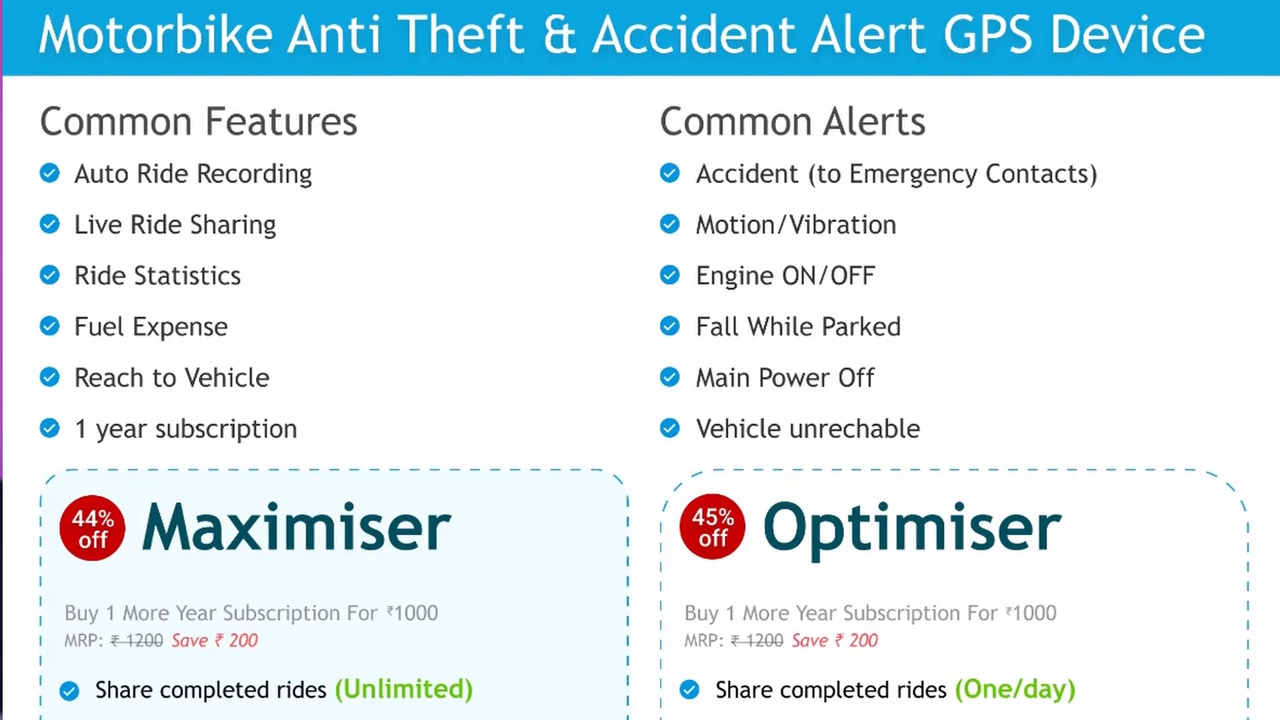 Motorbike Anti Theft & Accident Alert GPS Device
Common Features
Auto Ride Recording
Live Ride Sharing
Ride Statistics
Fuel Expense
Reach to Vehicle
1 year subscription
Common Alerts
Accident (to Emergency Contacts)
Motion/Vibration
Engine ON/OFF
Fall While Parked
Main Power Off
Vehicle unrechable
44% off
Maximiser
Buy 1 More Year Subscription For ₹1000
MRP: ₹ 1200 Save ₹ 200
Share completed rides (Unlimited)
45% off
Optimiser
Buy 1 More Year Subscription For ₹1000
MRP: ₹ 1200 Save ₹ 200
Share completed rides (One/day)